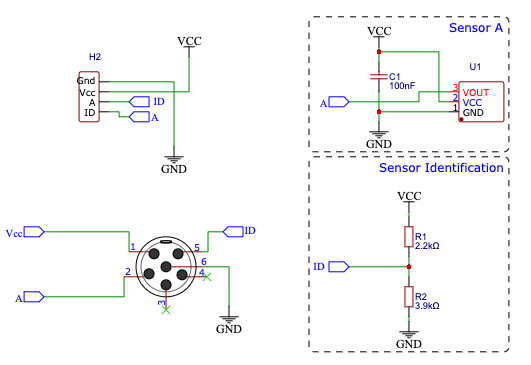 H2
Gnd
Vcc
A
ID
VCC
ID
A
GND
Sensor A
VCC
C1
100nF
A
U1
3
VOUT
2
VCC
1
GND
GND
Vcc
1
5
ID
2
6
4
A
3
GND
Sensor Identification
VCC
R1
2.2kΩ
ID
R2
3.9kΩ
GND